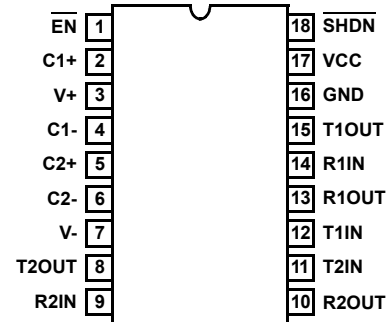 EN 1 18 SHDN
C1+ 2 17 VCC
V+ 3 16 GND
C1- 4 15 T1OUT
C2+ 5 14 R1IN
C2- 6 13 R1OUT
V- 7 12 T1IN
T2OUT 8 11 T2IN
R2IN 9 10 R2OUT